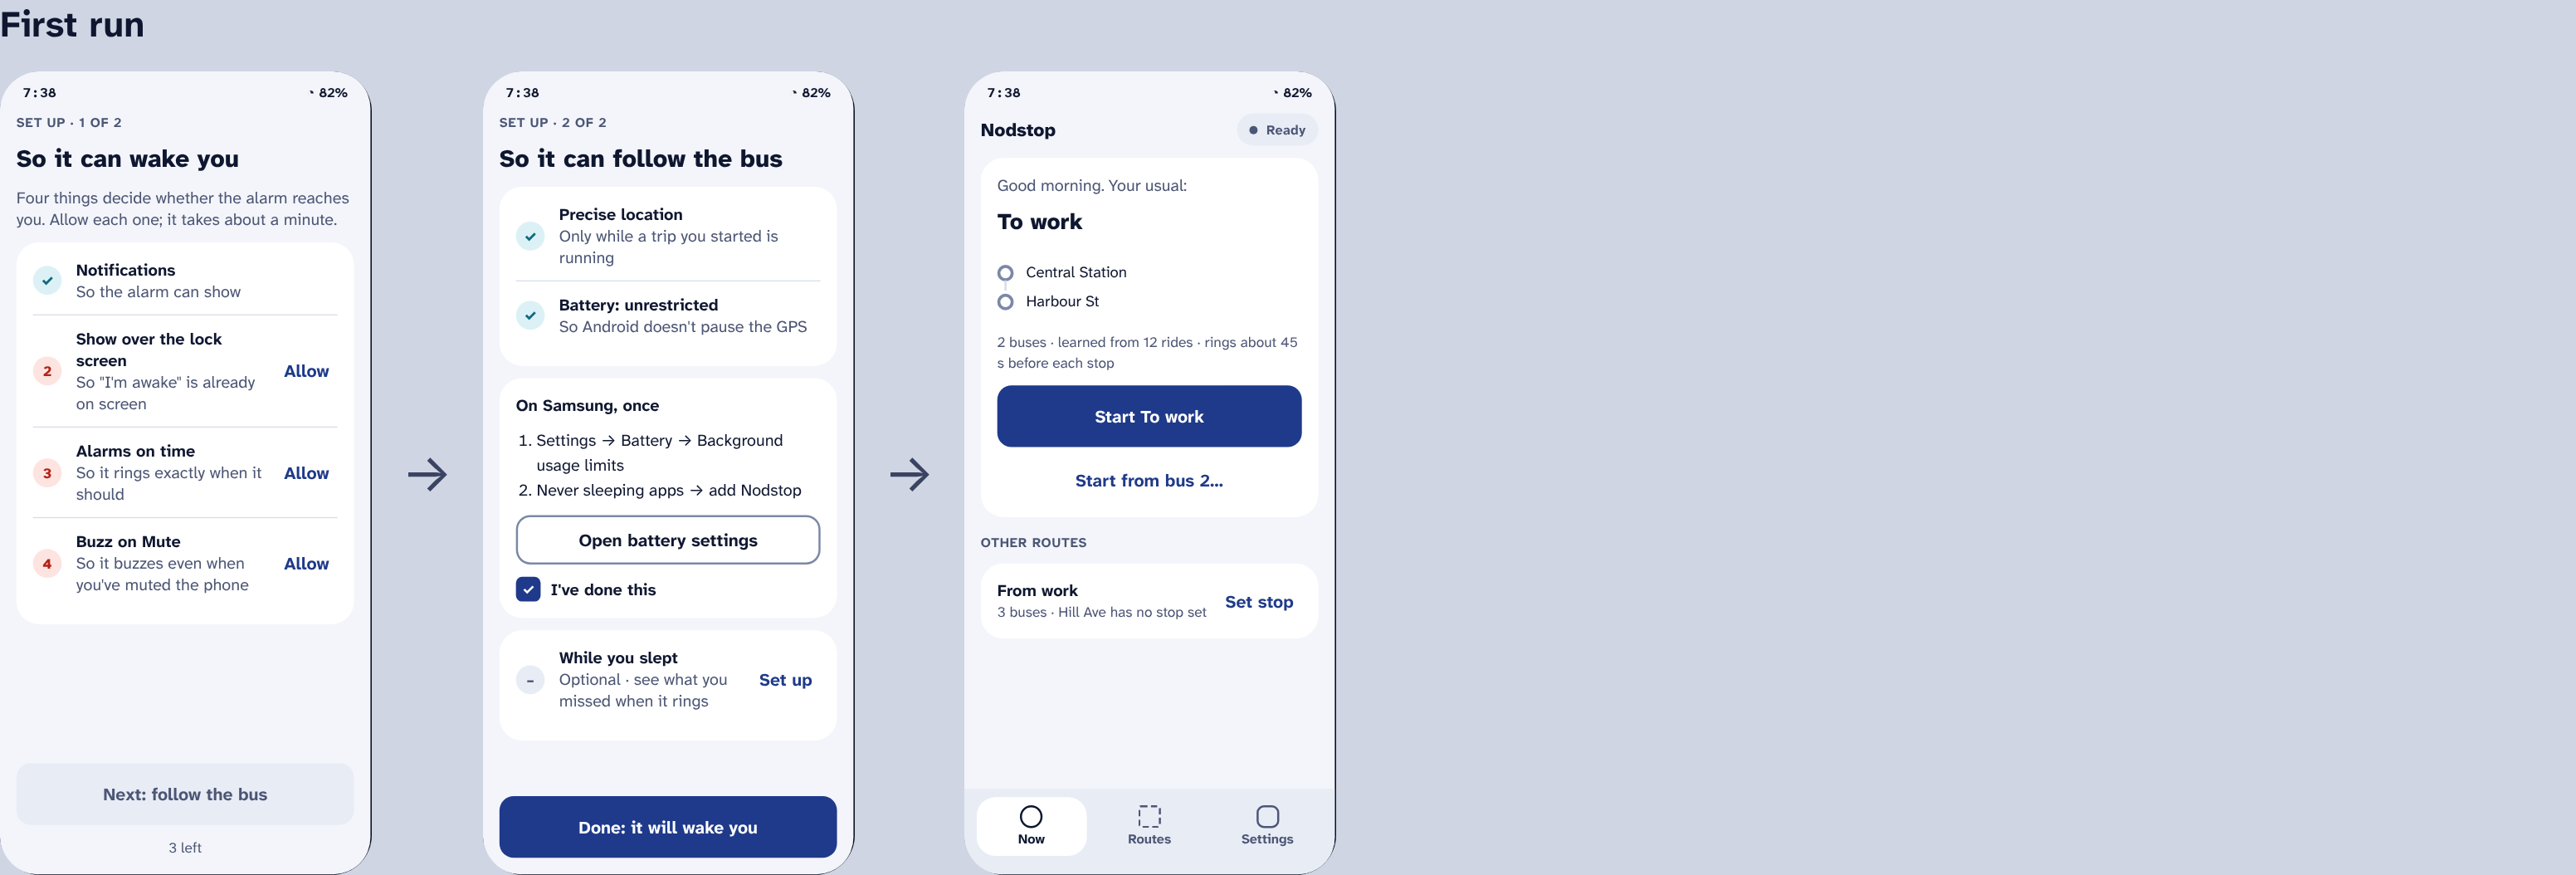 First run
7:38
82%
SET UP · 1 OF 2
So it can wake you
Four things decide whether the alarm reaches
you. Allow each one; it takes about a minute.
Notifications
So the alarm can show
2
Show over the lock
screen
So "I'm awake" is already
on screen
Allow
3
Alarms on time
So it rings exactly when it
should
Allow
4
Buzz on Mute
So it buzzes even when
you've muted the phone
Allow
Next: follow the bus
3 left
7:38
82%
SET UP · 2 OF 2
So it can follow the bus
Precise location
Only while a trip you started is
running
Battery: unrestricted
So Android doesn't pause the GPS
On Samsung, once
1. Settings → Battery → Background
usage limits
2. Never sleeping apps → add Nodstop
Open battery settings
I've done this
–
While you slept
Optional · see what you
missed when it rings
Set up
Done: it will wake you
7:38
82%
Nodstop
Ready
Good morning. Your usual:
To work
Central Station
Harbour St
2 buses · learned from 12 rides · rings about 45
s before each stop
Start To work
Start from bus 2...
OTHER ROUTES
From work
3 buses · Hill Ave has no stop set
Set stop
Now
Routes
Settings